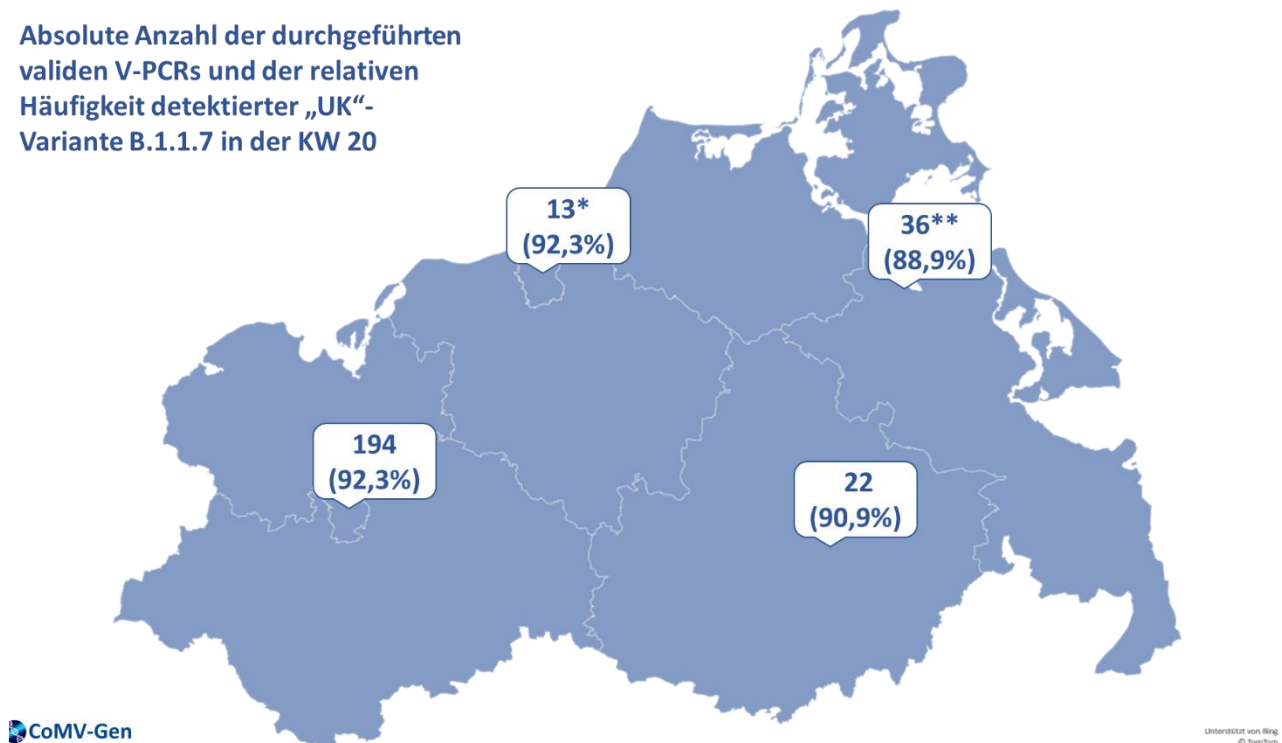 Absolute Anzahl der durchgeführten
validen V-PCRs und der relativen
Häufigkeit detektierter „UK“-
Variante B.1.1.7 in der KW 20
13*
(92,3%)
36**
(88,9%)
194
(92,3%)
22
(90,9%)
CoMV-Gen
Unterstützt von Bing
© TomTom